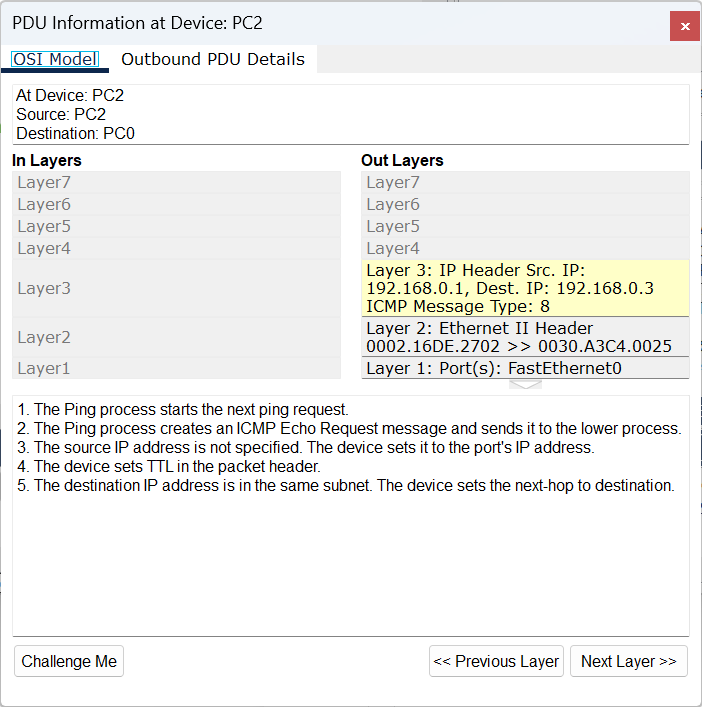 PDU Information at Device: PC2
×
OSI Model Outbound PDU Details
At Device: PC2
Source: PC2
Destination: PC0
In Layers
Layer7
Layer6
Layer5
Layer4
Layer3
Layer2
Layer1
Out Layers
Layer7
Layer6
Layer5
Layer4
Layer 3: IP Header Src. IP:
192.168.0.1, Dest. IP: 192.168.0.3
ICMP Message Type: 8
Layer 2: Ethernet II Header
0002.16DE.2702 >> 0030.A3C4.0025
Layer 1: Port(s): FastEthernet0
1. The Ping process starts the next ping request.
2. The Ping process creates an ICMP Echo Request message and sends it to the lower process.
3. The source IP address is not specified. The device sets it to the port's IP address.
4. The device sets TTL in the packet header.
5. The destination IP address is in the same subnet. The device sets the next-hop to destination.
Challenge Me
<< Previous Layer
Next Layer >>